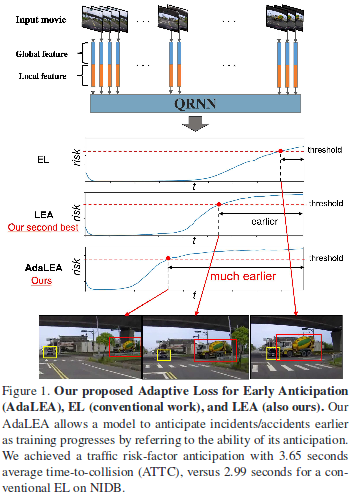 Input movie
. . .
. . .
Global feature
Local feature
. . .
. . .
QRNN
EL
risk
threshold
t
LEA
Our second best
risk
threshold
earlier
t
AdaLEA
Ours
risk
threshold
much earlier
t
Figure 1. Our proposed Adaptive Loss for Early Anticipation
(AdaLEA), EL (conventional work), and LEA (also ours). Our
AdaLEA allows a model to anticipate incidents/accidents earlier
as training progresses by referring to the ability of its anticipation.
We achieved a traffic risk-factor anticipation with 3.65 seconds
average time-to-collision (ATTC), versus 2.99 seconds for a con-
ventional EL on NIDB.